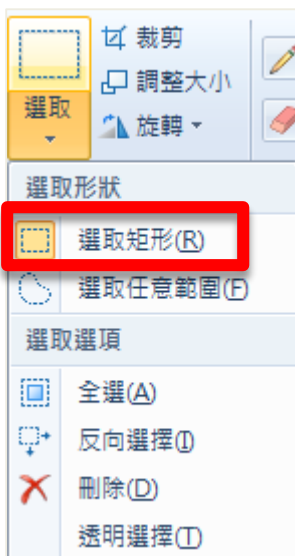 裁剪
調整大小
選取
旋轉
選取形狀
選取矩形(R)
選取任意範圍(F)
選取選項
全選(A)
反向選擇(I)
刪除(D)
透明選擇(T)